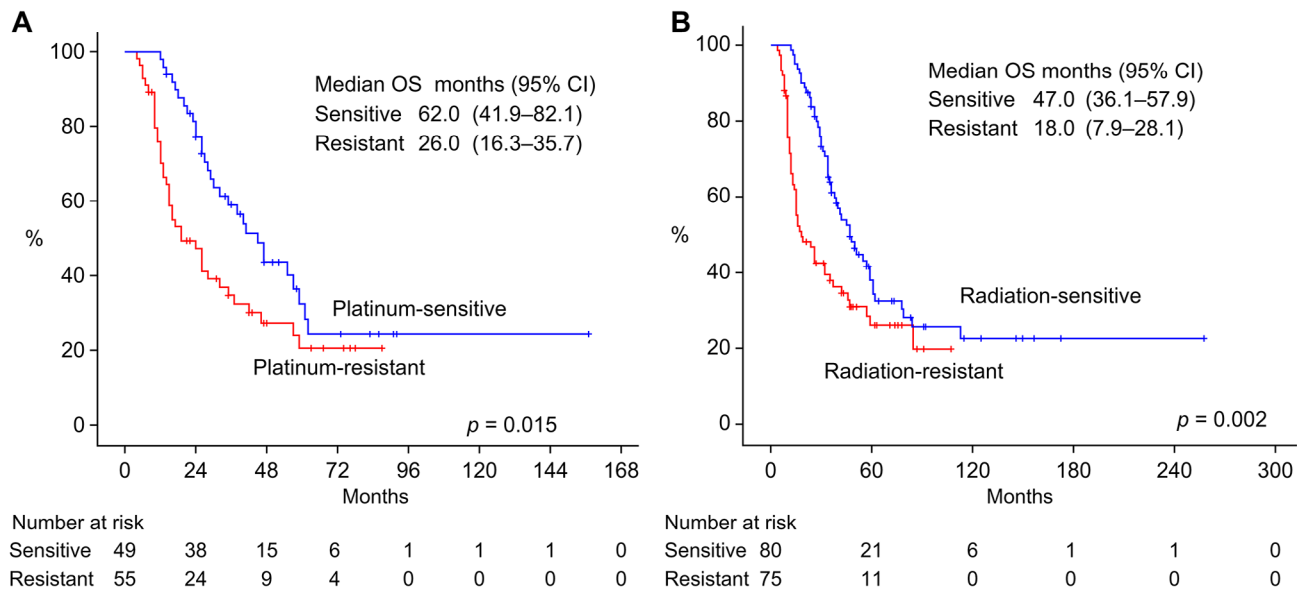 A
100
80
60
40
20
0
%
Median OS months (95% CI)
Sensitive 62.0 (41.9–82.1)
Resistant 26.0 (16.3–35.7)
Platinum-sensitive
Platinum-resistant
p = 0.015
0 24 48 72 96 120 144 168
Months
Number at risk
Sensitive 49 38 15 6 1 1 1 0
Resistant 55 24 9 4 0 0 0 0
B
100
80
60
40
20
0
%
Median OS months (95% CI)
Sensitive 47.0 (36.1–57.9)
Resistant 18.0 (7.9–28.1)
Radiation-sensitive
Radiation-resistant
p = 0.002
0 60 120 180 240 300
Months
Number at risk
Sensitive 80 21 6 1 1 0
Resistant 75 11 0 0 0 0